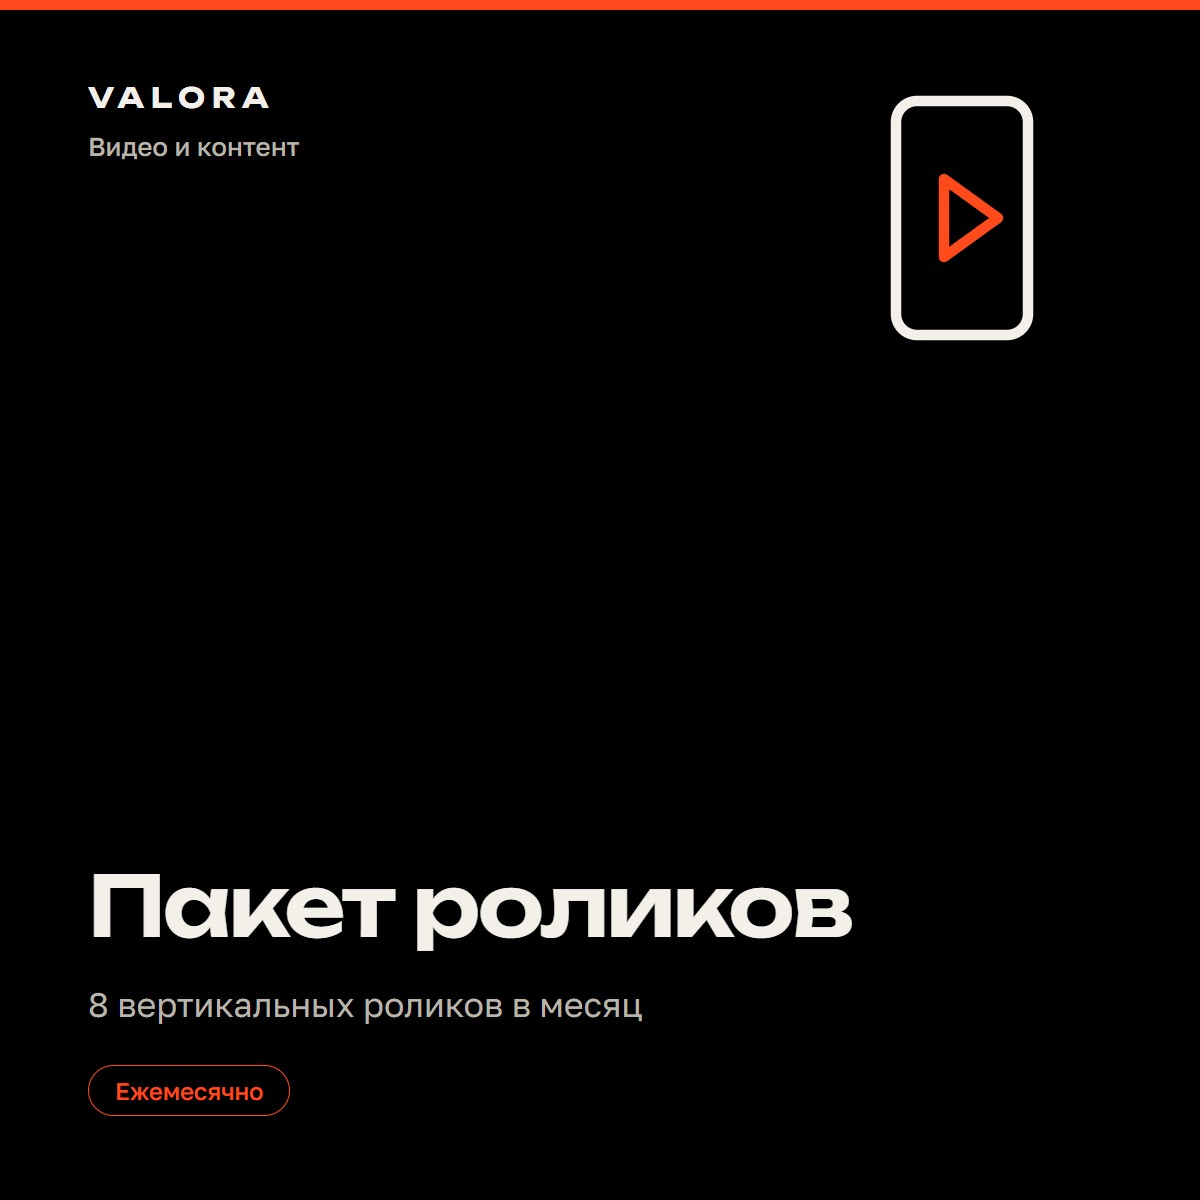 VALORA
Видео и контент
Пакет роликов
8 вертикальных роликов в месяц
Ежемесячно